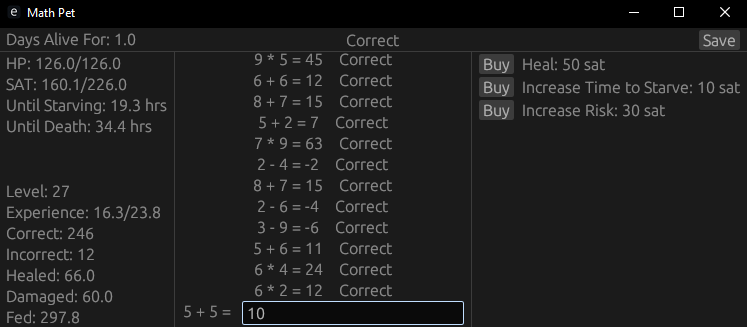 e Math Pet
Days Alive For: 1.0
Correct
Save
HP: 126.0/126.0
SAT: 160.1/226.0
Until Starving: 19.3 hrs
Until Death: 34.4 hrs
Level: 27
Experience: 16.3/23.8
Correct: 246
Incorrect: 12
Healed: 66.0
Damaged: 60.0
Fed: 297.8
9 * 5 = 45 Correct
6 + 6 = 12 Correct
8 + 7 = 15 Correct
5 + 2 = 7 Correct
7 * 9 = 63 Correct
2 - 4 = -2 Correct
8 + 7 = 15 Correct
2 - 6 = -4 Correct
3 - 9 = -6 Correct
5 + 6 = 11 Correct
6 * 4 = 24 Correct
6 * 2 = 12 Correct
5 + 5 = 10
Buy Heal: 50 sat
Buy Increase Time to Starve: 10 sat
Buy Increase Risk: 30 sat